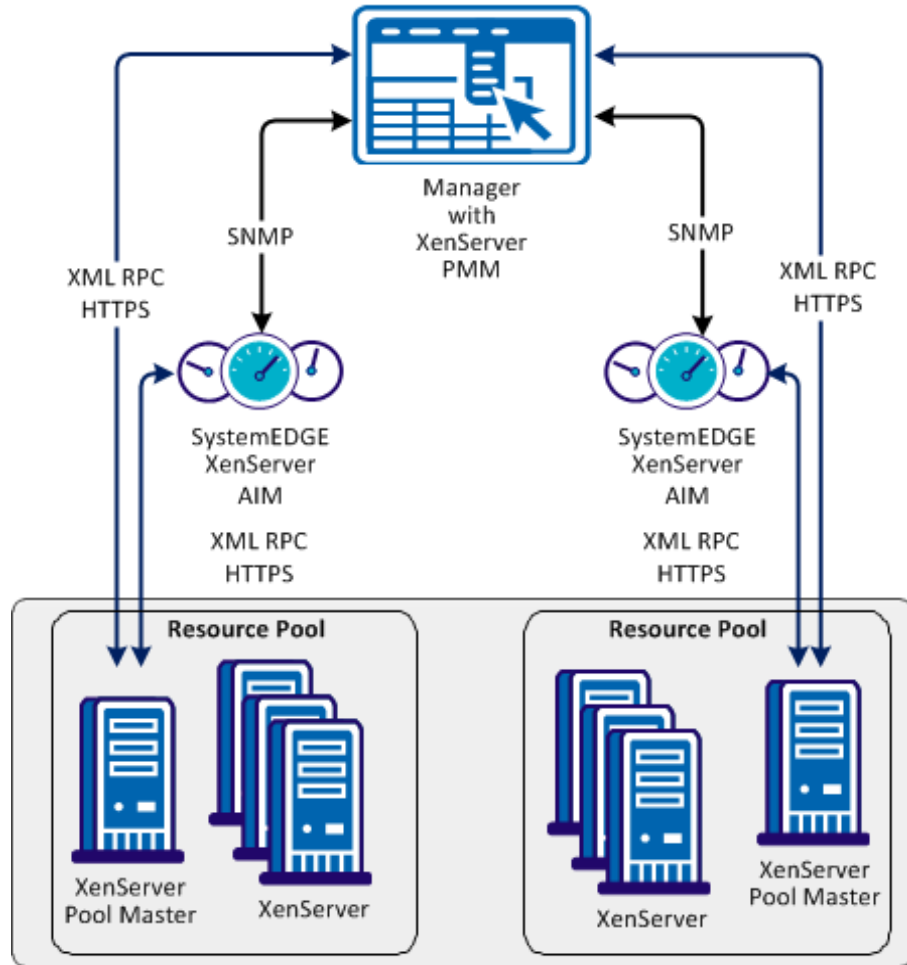 Manager
with
XenServer
PMM
SNMP
SNMP
XML RPC
HTTPS
XML RPC
HTTPS
SystemEDGE
XenServer
AIM
SystemEDGE
XenServer
AIM
XML RPC
HTTPS
XML RPC
HTTPS
Resource Pool
Resource Pool
XenServer
Pool Master
XenServer
XenServer
XenServer
Pool Master